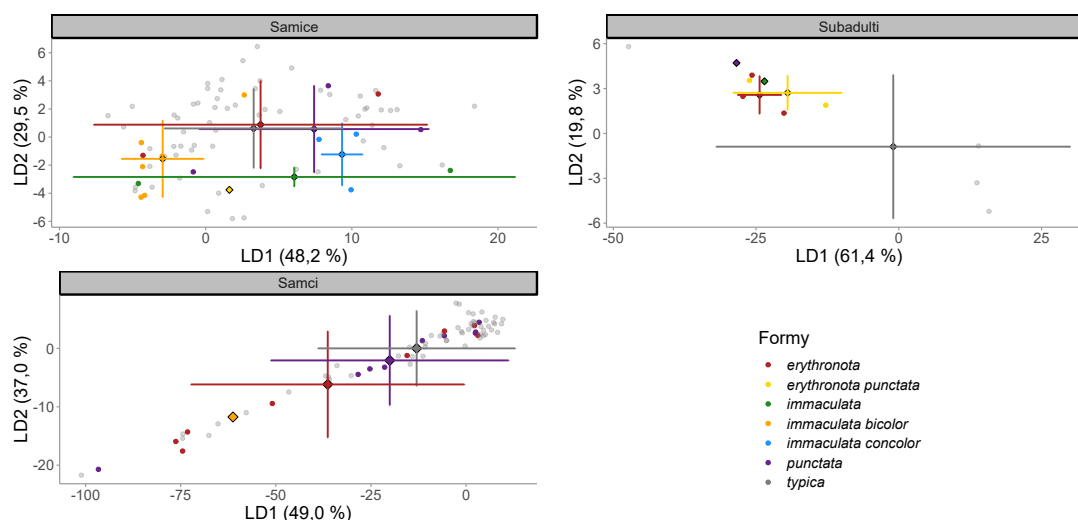 Samice
6
4
2
0
-2
-4
-6
LD2 (29,5 %)
-10
0
10
20
LD1 (48,2 %)
Subadulti
6
3
0
-3
-6
LD2 (19,8 %)
-50
-25
0
25
LD1 (61,4 %)
Samci
0
-10
-20
LD2 (37,0 %)
-100
-75
-50
-25
0
LD1 (49,0 %)
Formy
erythronota
erythronota punctata
immaculata
immaculata bicolor
immaculata concolor
punctata
typica